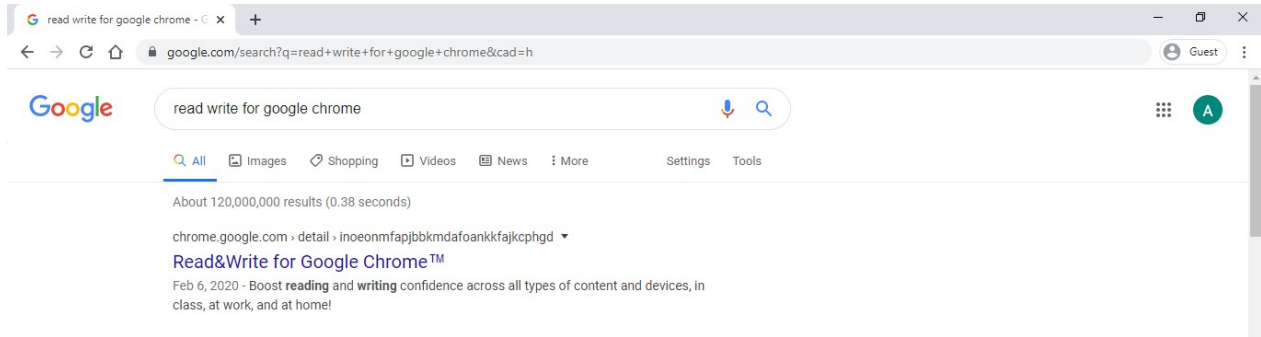 read write for google chrome - G
google.com/search?q=read+write+for+google+chrome&cad=h
Guest
Google
read write for google chrome
A
All Images Shopping Videos News More Settings Tools
About 120,000,000 results (0.38 seconds)
chrome.google.com › detail › inoeonmfapjbbkmdafoankkfajkcphgd
Read&Write for Google Chrome™
Feb 6, 2020 - Boost reading and writing confidence across all types of content and devices, in
class, at work, and at home!